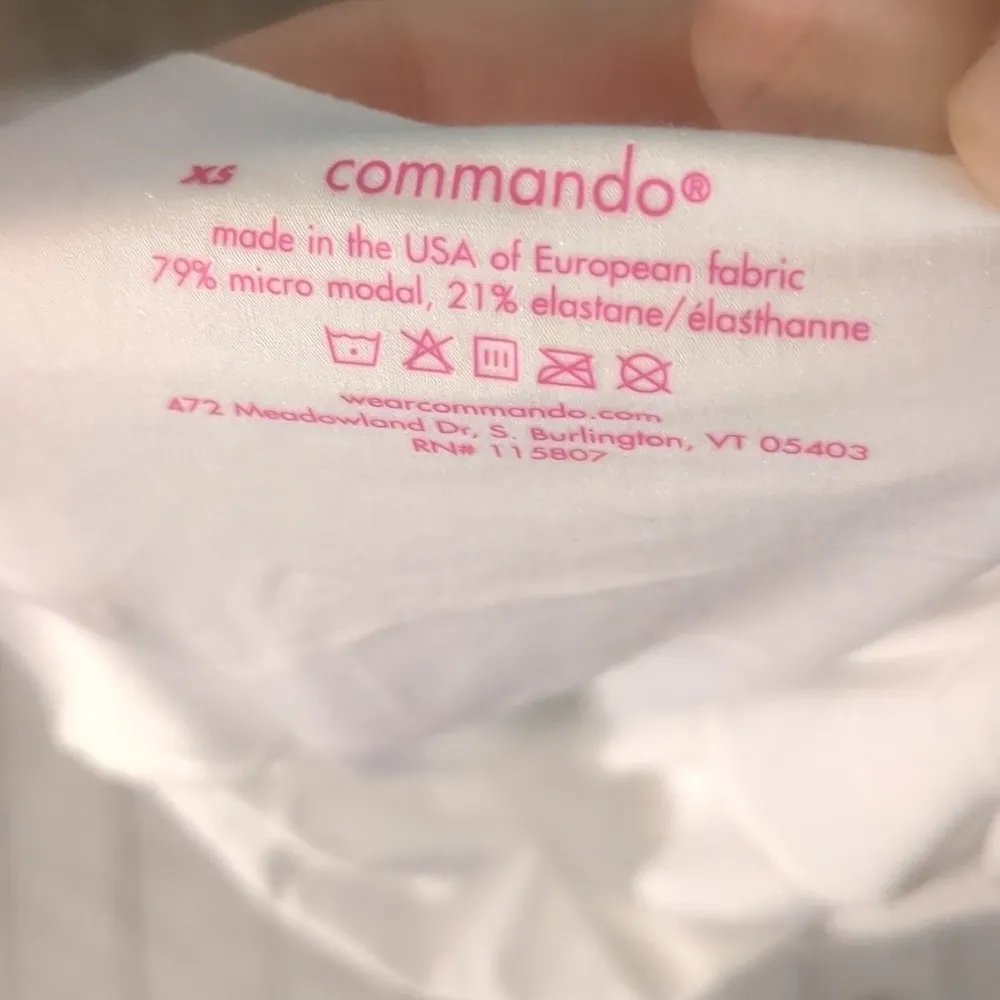 xs commando®
made in the USA of European fabric
79% micro modal, 21% elastane/élasthanne
wearcommando.com
A72 Meadowland Dr, S. Burlington, VT 05403
RN# 115807